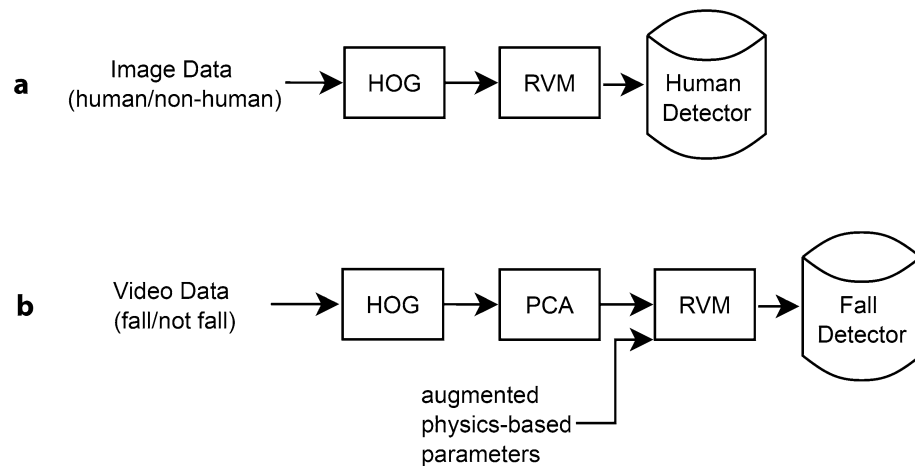 a
Image Data
(human/non-human)
HOG
RVM
Human
Detector
b
Video Data
(fall/not fall)
HOG
PCA
RVM
Fall
Detector
augmented
physics-based
parameters